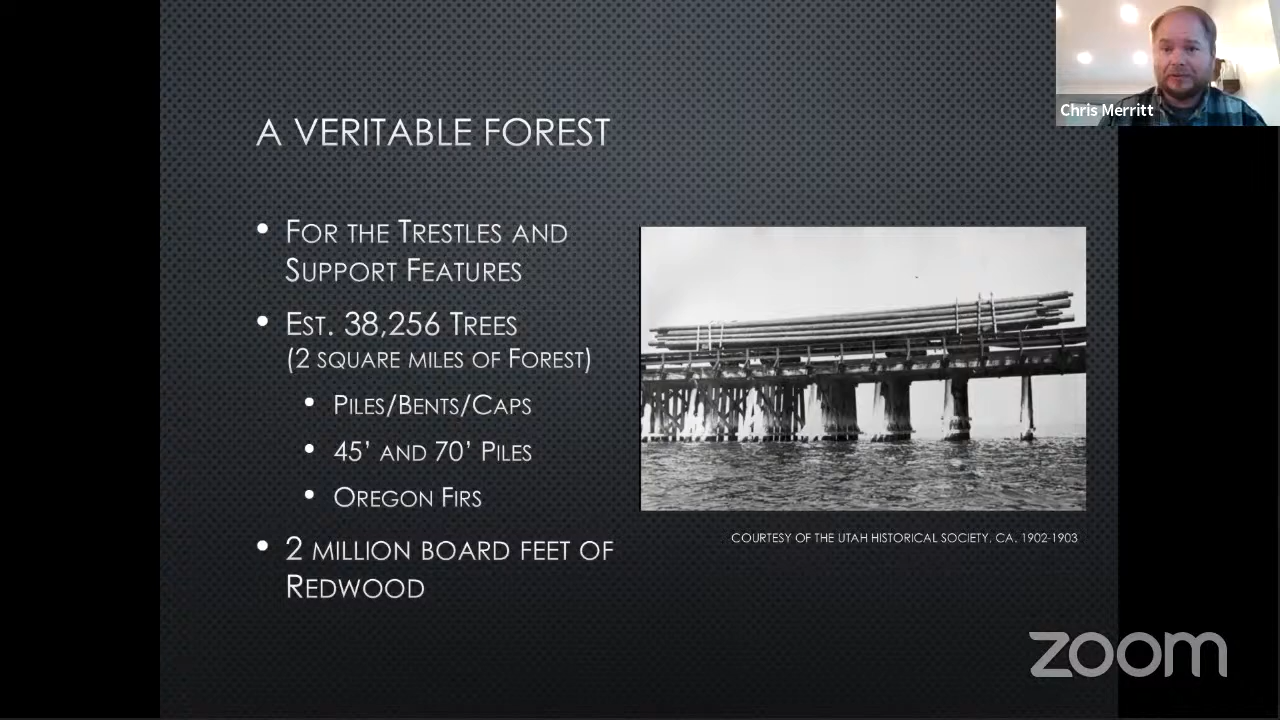 Chris Merritt
A VERITABLE FOREST
• FOR THE TRESTLES AND
SUPPORT FEATURES
• EST. 38,256 TREES
(2 SQUARE MILES OF FOREST)
• PILES/BENTS/CAPS
• 45’ AND 70’ PILES
• OREGON FIRS
• 2 MILLION BOARD FEET OF
REDWOOD
COURTESY OF THE UTAH HISTORICAL SOCIETY, CA. 1902-1903
zoom